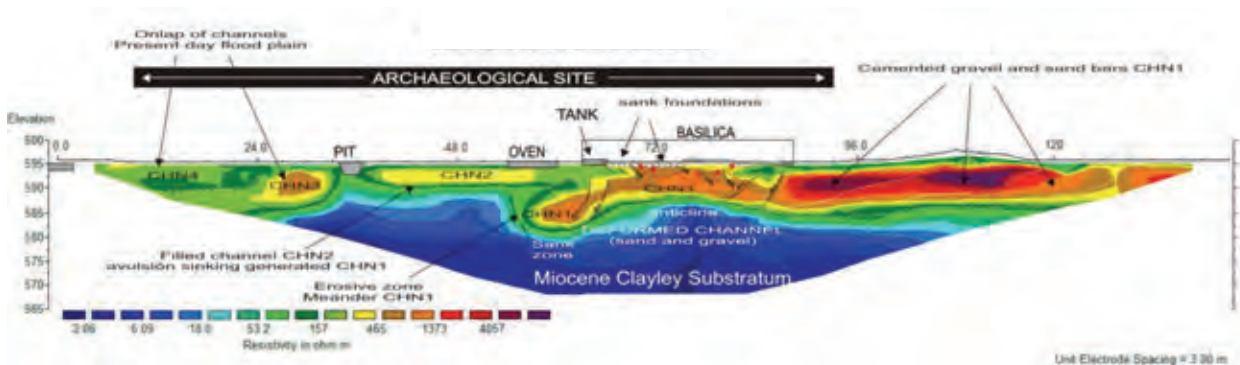 Onlap of channels
Present day flood plain
ARCHAEOLOGICAL SITE
Cemented gravel and sand bars CHN1
sank foundations
TANK
BASILICA
Elevation
PIT
OVEN
0.0 24.0 48.0 72.0 96.0 120
590
595
590
585
580
575
570
565
CHN4
CHN3
CHN2
CHN1
CHN1
anticline
DEFORMED CHANNEL
(sand and gravel)
Sank
zone
Miocene Clayley Substratum
Filled channel CHN2
avulsión sinking generated CHN1
Erosive zone
Meander CHN1
2.06 6.09 18.0 53.2 157 465 1373 4057
Resistivity in ohm m
Unit Electrode Spacing = 3.00 m